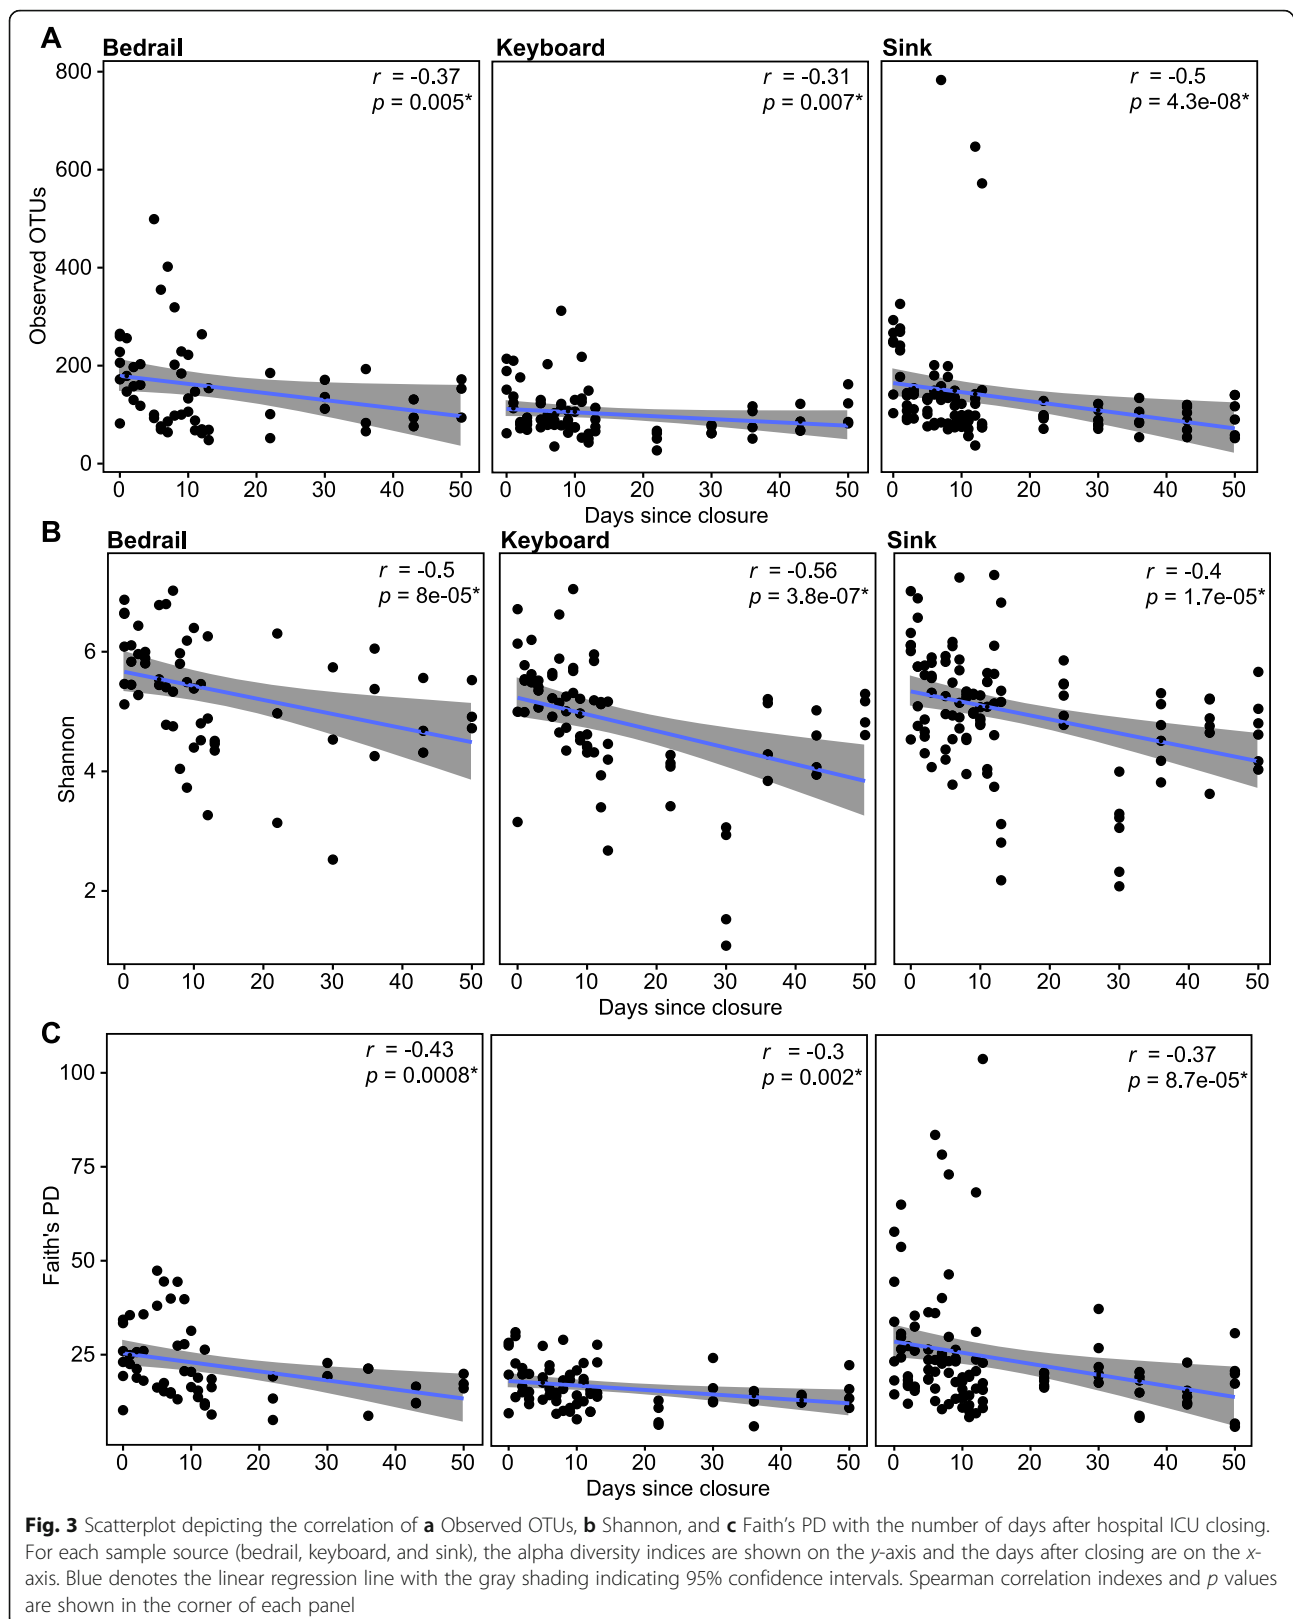 A
Bedrail Keyboard Sink
r = -0.37
p = 0.005*
r = -0.31
p = 0.007*
r = -0.5
p = 4.3e-08*
Observed OTUs
800
600
400
200
0
0 10 20 30 40 50 0 10 20 30 40 50 0 10 20 30 40 50
Days since closure
B
Bedrail Keyboard Sink
r = -0.5
p = 8e-05*
r = -0.56
p = 3.8e-07*
r = -0.4
p = 1.7e-05*
Shannon
6
4
2
0 10 20 30 40 50 0 10 20 30 40 50 0 10 20 30 40 50
Days since closure
C
r = -0.43
p = 0.0008*
r = -0.3
p = 0.002*
r = -0.37
p = 8.7e-05*
Faith's PD
100
75
50
25
0 10 20 30 40 50 0 10 20 30 40 50 0 10 20 30 40 50
Days since closure
Fig. 3 Scatterplot depicting the correlation of a Observed OTUs, b Shannon, and c Faith's PD with the number of days after hospital ICU closing.
For each sample source (bedrail, keyboard, and sink), the alpha diversity indices are shown on the y-axis and the days after closing are on the x-
axis. Blue denotes the linear regression line with the gray shading indicating 95% confidence intervals. Spearman correlation indexes and p values
are shown in the corner of each panel